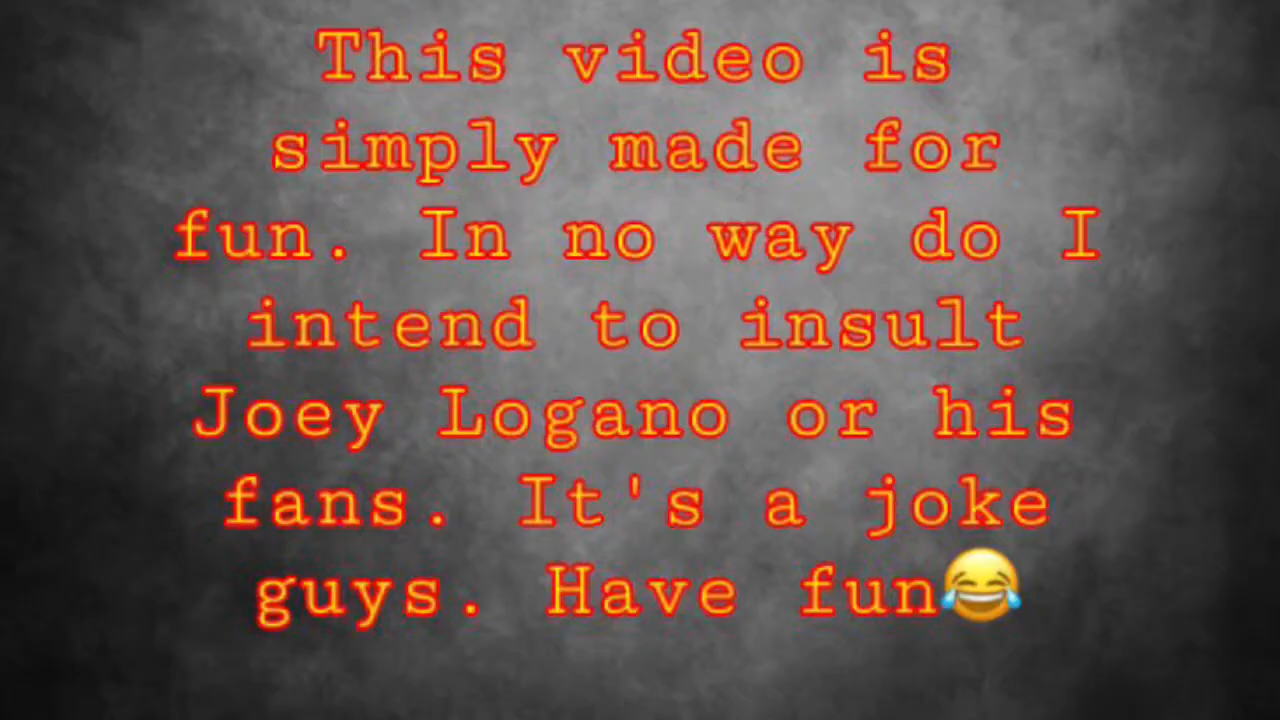 This video is
simply made for
fun. In no way do I
intend to insult
Joey Logano or his
fans. It's a joke
guys. Have fun😂